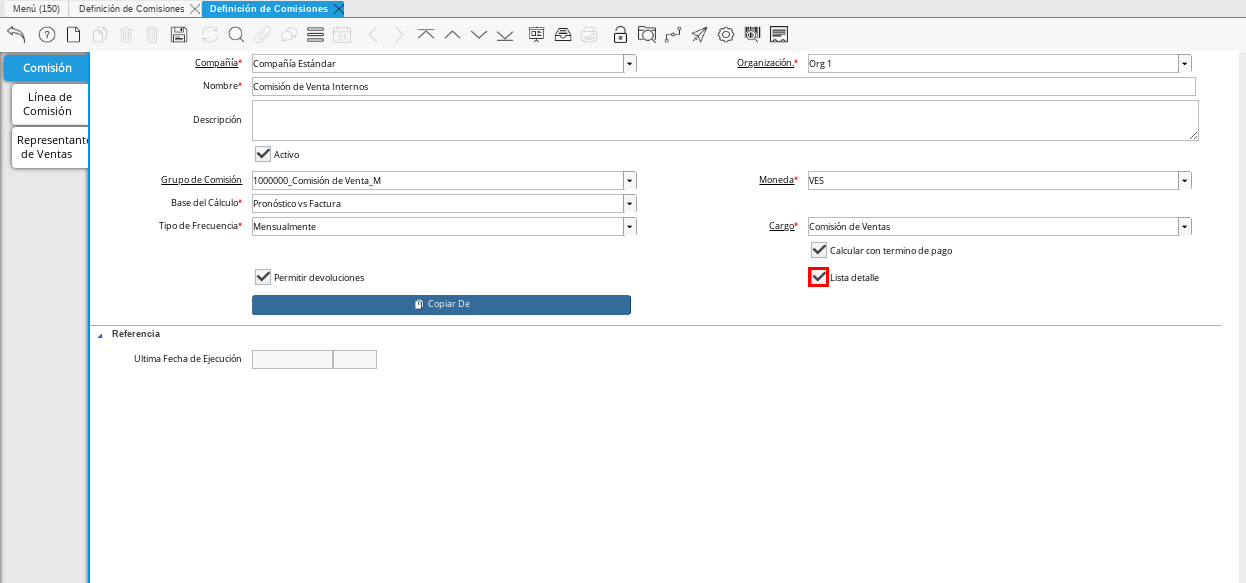 Menú (150)
Definición de Comisiones
Definición de Comisiones
31
Comisión
Línea de
Comisión
Representante
de Ventas
Compañía* Compañía Estándar
Organización.* Org 1
Nombre* Comisión de Venta Internos
Descripción
Activo
Grupo de Comisión 1000000_Comisión de Venta_M
Moneda* VES
Base del Cálculo* Pronóstico vs Factura
Tipo de Frecuencia* Mensualmente
Cargo* Comisión de Ventas
Calcular con termino de pago
Permitir devoluciones
Lista detalle
Copiar De
Referencia
Ultima Fecha de Ejecución